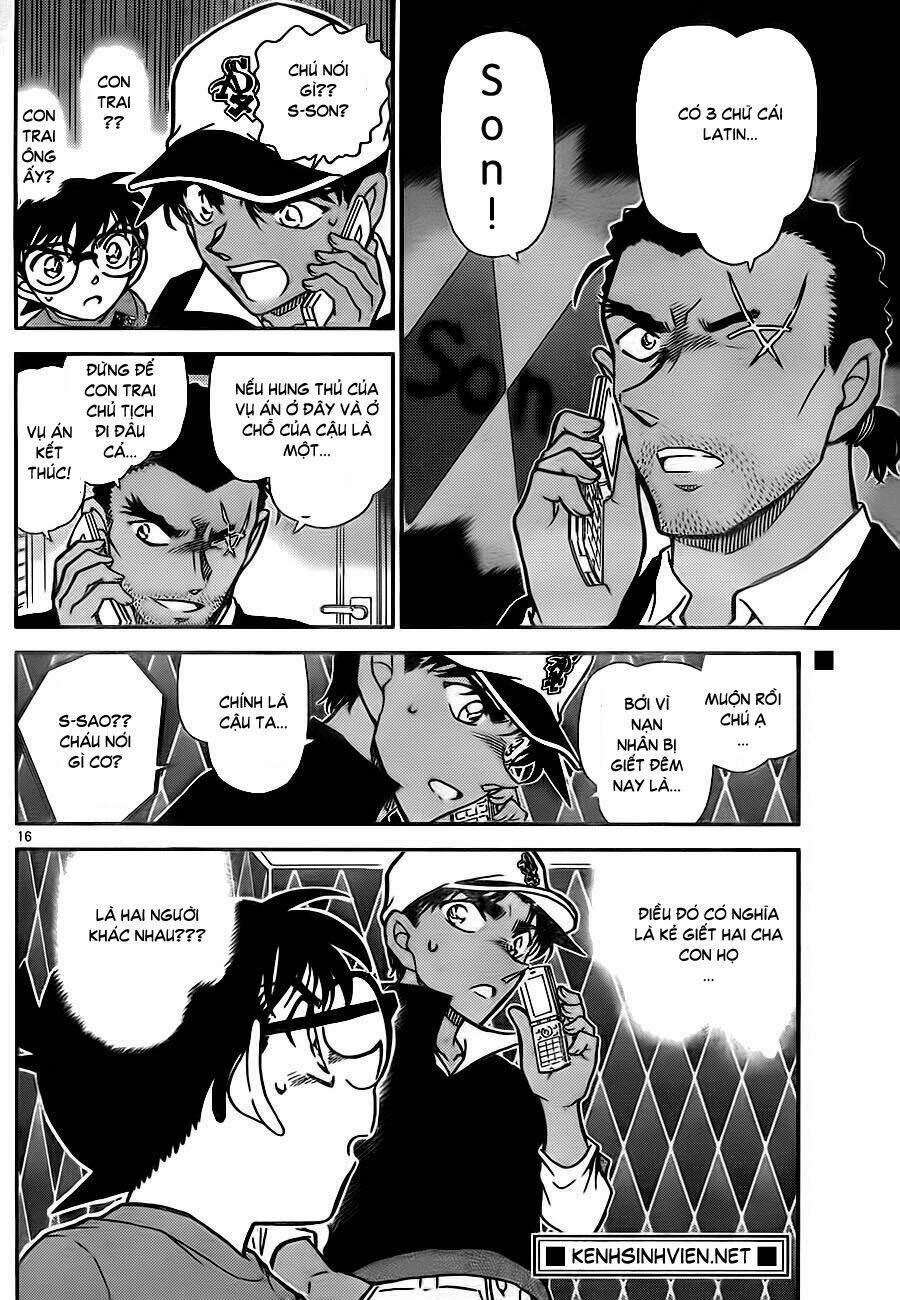 CÓ 3 CHỮ CÁI
LATIN...
Son!
Son
CHÚ NÓI
GÌ??
S-SON?
CON
TRAI
??
CON
TRAI
ÔNG
ẤY?
NẾU HUNG THỦ CỦA
VỤ ÁN Ở ĐÂY VÀ Ở
CHỖ CỦA CẬU LÀ
MỘT...
ĐỪNG ĐỂ
CON TRAI
CHỦ TỊCH
ĐI ĐÂU
CẢ...
VỤ ÁN
KẾT
THÚC!
MUỘN RỒI
CHÚ Ạ
...
BỞI VÌ
NẠN
NHÂN BỊ
GIẾT ĐÊM
NAY LÀ...
CHÍNH LÀ
CẬU TA...
S-SAO??
CHÁU NÓI
GÌ CƠ?
16
ĐIỀU ĐÓ CÓ NGHĨA
LÀ KẺ GIẾT HAI CHA
CON HỌ
...
LÀ HAI NGƯỜI
KHÁC NHAU???
KENHSINHVIEN.NET